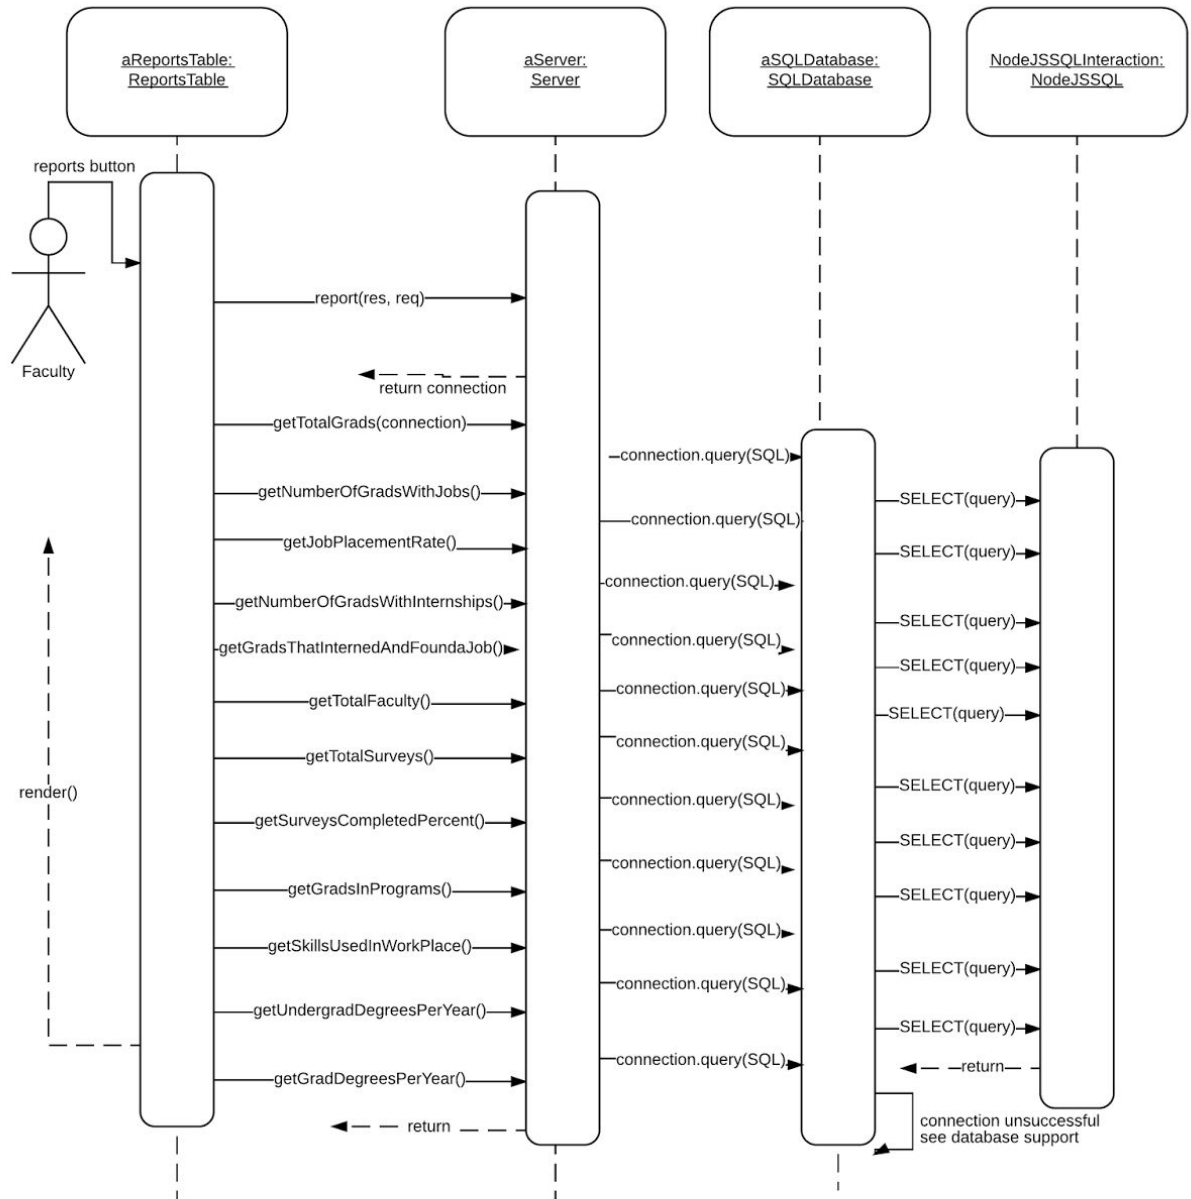 aReportsTable:
ReportsTable
aServer:
Server
aSQLDatabase:
SQLDatabase
NodeJSSQLInteraction:
NodeJSSQL
reports button
Faculty
report(res, req)
return connection
getTotalGrads(connection)
connection.query(SQL)
getNumberOfGradsWithJobs()
SELECT(query)
connection.query(SQL)
getJobPlacementRate()
SELECT(query)
connection.query(SQL)
getNumberOfGradsWithInternships()
SELECT(query)
getGradsThatInternedAndFoundaJob()
connection.query(SQL)
SELECT(query)
connection.query(SQL)
getTotalFaculty()
SELECT(query)
connection.query(SQL)
getTotalSurveys()
SELECT(query)
render()
connection.query(SQL)
getSurveysCompletedPercent()
SELECT(query)
connection.query(SQL)
getGradsInPrograms()
SELECT(query)
connection.query(SQL)
getSkillsUsedInWorkPlace()
SELECT(query)
connection.query(SQL)
getUndergradDegreesPerYear()
SELECT(query)
connection.query(SQL)
return
getGradDegreesPerYear()
return
connection unsuccessful
see database support